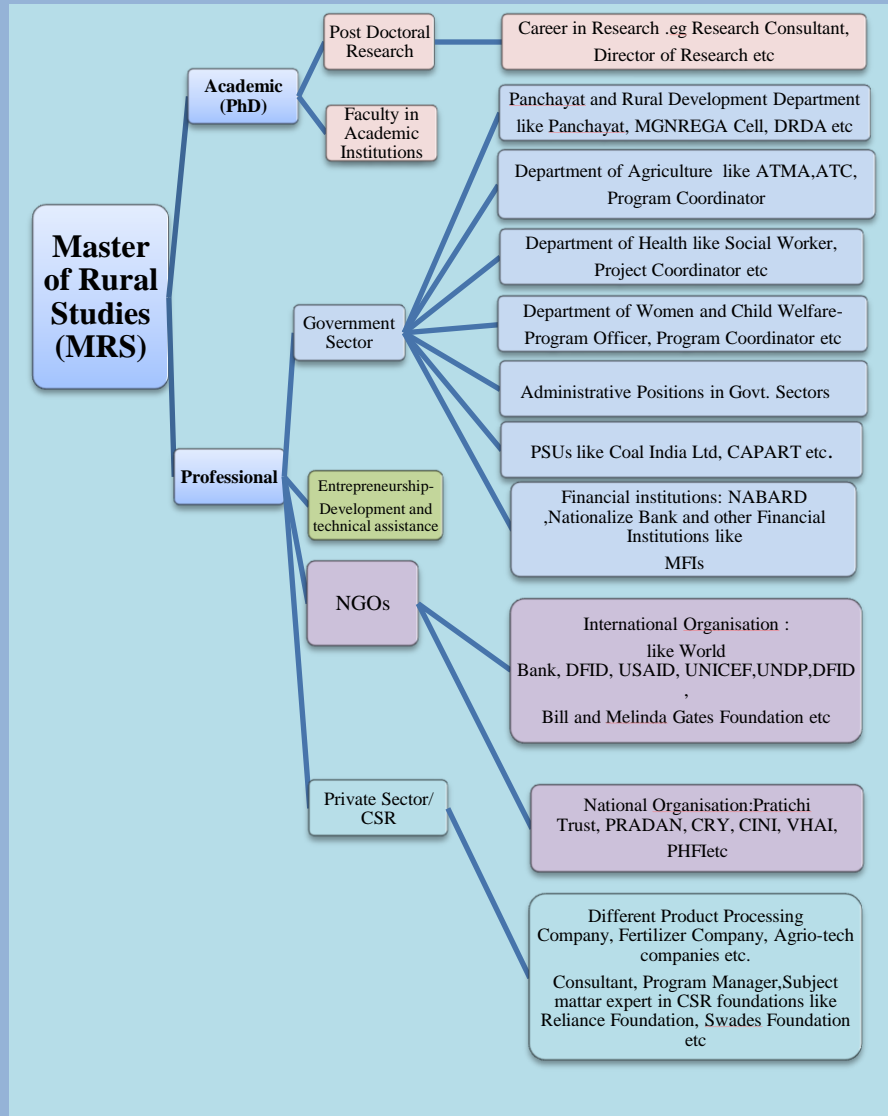 Master
of Rural
Studies
(MRS)
Academic
(PhD)
Post Doctoral
Research
Career in Research .eg Research Consultant,
Director of Research etc
Faculty in
Academic
Institutions
Professional
Government
Sector
Panchayat and Rural Development Department
like Panchayat, MGNREGA Cell, DRDA etc
Department of Agriculture like ATMA,ATC,
Program Coordinator
Department of Health like Social Worker,
Project Coordinator etc
Department of Women and Child Welfare-
Program Officer, Program Coordinator etc
Administrative Positions in Govt. Sectors
PSUs like Coal India Ltd, CAPART etc.
Financial institutions: NABARD
,Nationalize Bank and other Financial
Institutions like
MFIs
Entrepreneurship-
Development and
technical assistance
NGOs
International Organisation :
like World
Bank, DFID, USAID, UNICEF,UNDP,DFID
,
Bill and Melinda Gates Foundation etc
National Organisation:Pratichi
Trust, PRADAN, CRY, CINI, VHAI,
PHFIetc
Private Sector/
CSR
Different Product Processing
Company, Fertilizer Company, Agrio-tech
companies etc.
Consultant, Program Manager,Subject
mattar expert in CSR foundations like
Reliance Foundation, Swades Foundation
etc